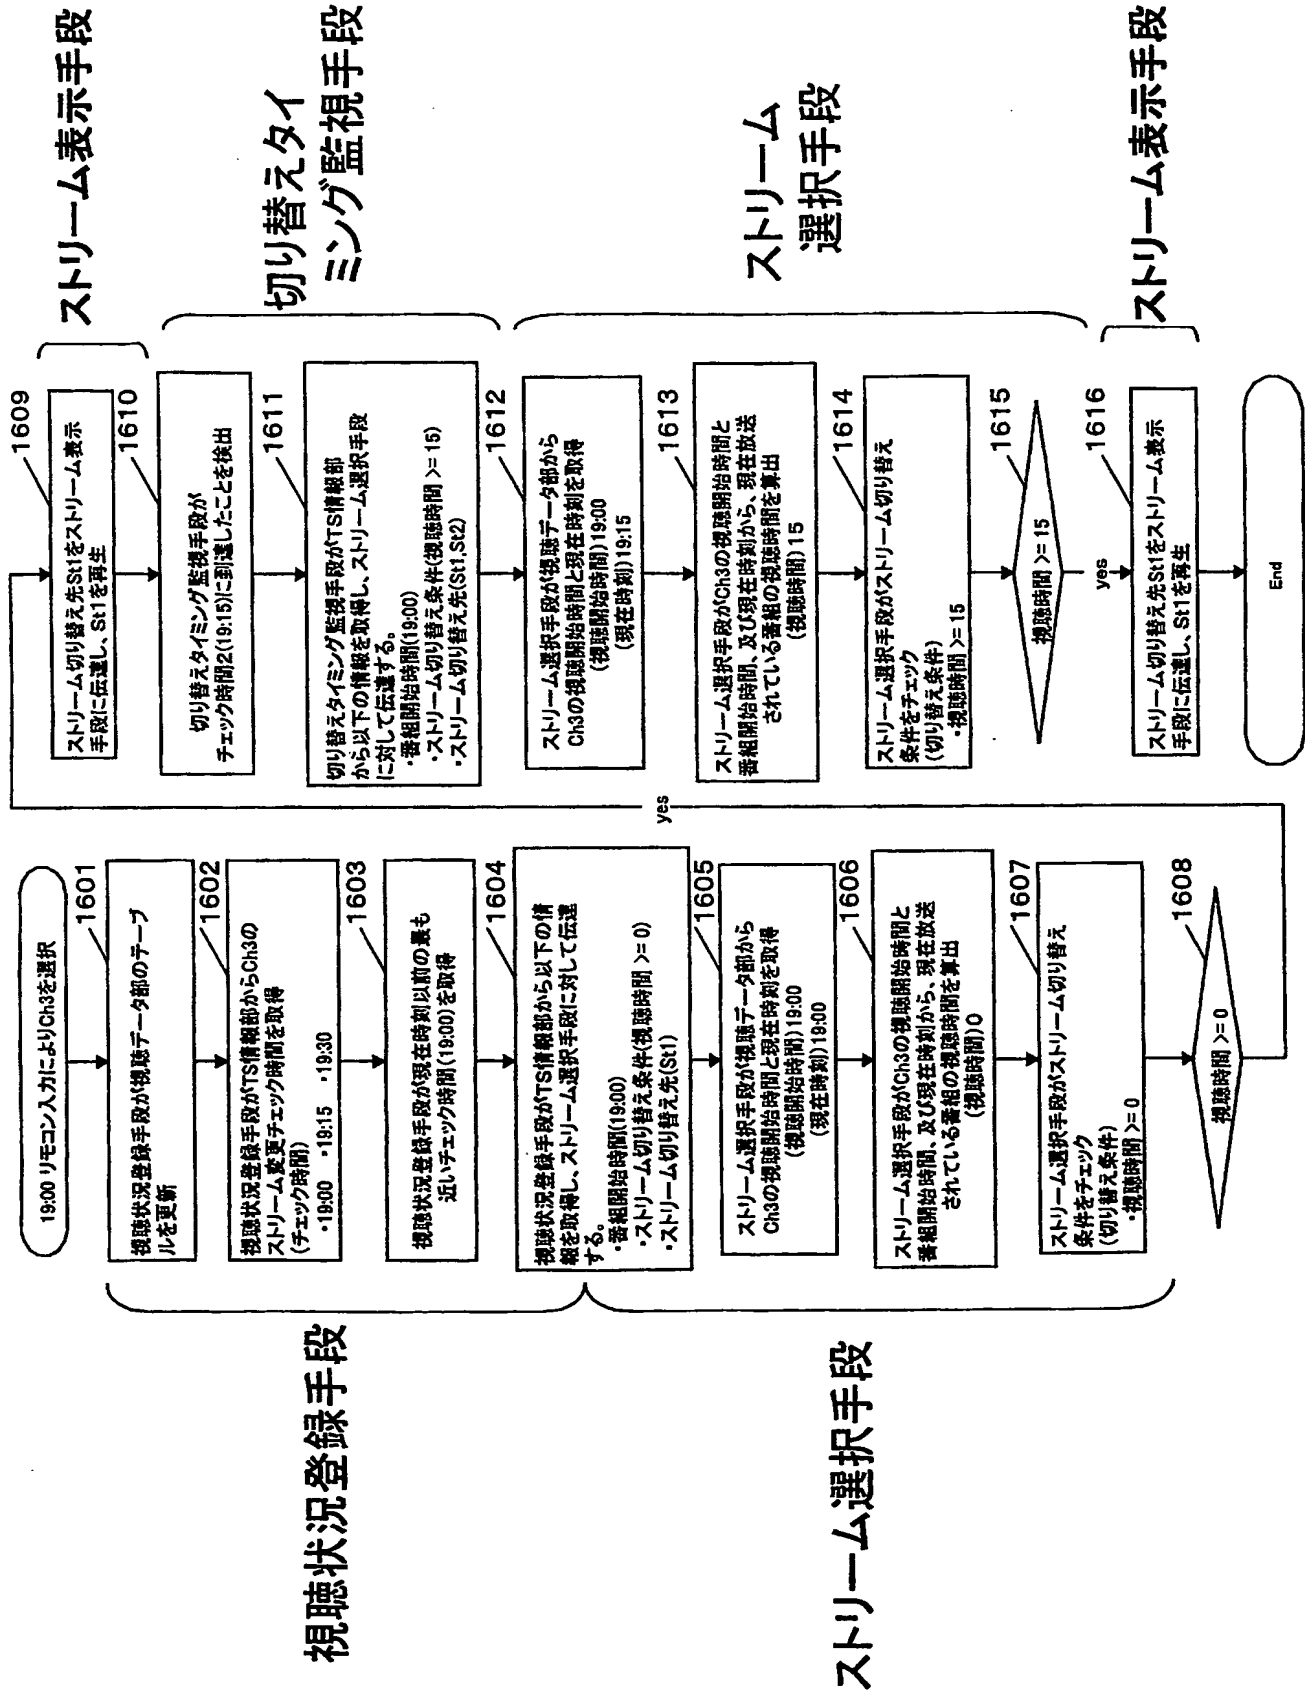 19:00 リモコン入力によりCh3を選択
1601
視聴状況登録手段が視聴データ部のテーブ
ルを更新
1602
視聴状況登録手段がTS情報部からCh3の
ストリーム変更チェック時間を取得
(チェック時間)
・19:00 ・19:15 ・19:30
1603
視聴状況登録手段が現在時刻以前の最も
近いチェック時間(19:00)を取得
1604
視聴状況登録手段がTS情報部から以下の情
報を取得し、ストリーム選択手段に対して伝達
する。
・番組開始時間(19:00)
・ストリーム切り替え条件(視聴時間 >= 0)
・ストリーム切り替え先(St1)
1605
ストリーム選択手段が視聴データ部から
Ch3の視聴開始時間と現在時刻を取得
(視聴開始時間)19:00
(現在時刻)19:00
1606
ストリーム選択手段がCh3の視聴開始時間と
番組開始時間、及び現在時刻から、現在放送
されている番組の視聴時間を算出
(視聴時間)0
1607
ストリーム選択手段がストリーム切り替え
条件をチェック
(切り替え条件)
・視聴時間 >= 0
1608
視聴時間 >= 0
yes
視聴状況登録手段
ストリーム選択手段
1609
ストリーム切り替え先St1をストリーム表示
手段に伝達し、St1を再生
1610
切り替えタイミング監視手段が
チェック時間2(19:15)に到達したことを検出
1611
切り替えタイミング監視手段がTS情報部
から以下の情報を取得し、ストリーム選択手段
に対して伝達する。
・番組開始時間(19:00)
・ストリーム切り替え条件(視聴時間 >= 15)
・ストリーム切り替え先(St1,St2)
1612
ストリーム選択手段が視聴データ部から
Ch3の視聴開始時間と現在時刻を取得
(視聴開始時間)19:00
(現在時刻)19:15
1613
ストリーム選択手段がCh3の視聴開始時間と
番組開始時間、及び現在時刻から、現在放送
されている番組の視聴時間を算出
(視聴時間)15
1614
ストリーム選択手段がストリーム切り替え
条件をチェック
(切り替え条件)
・視聴時間 >= 15
1615
視聴時間 >= 15
yes
1616
ストリーム切り替え先St1をストリーム表示
手段に伝達し、St1を再生
End
ストリーム表示手段
切り替えタイ
ミング監視手段
ストリーム
選択手段
ストリーム表示手段